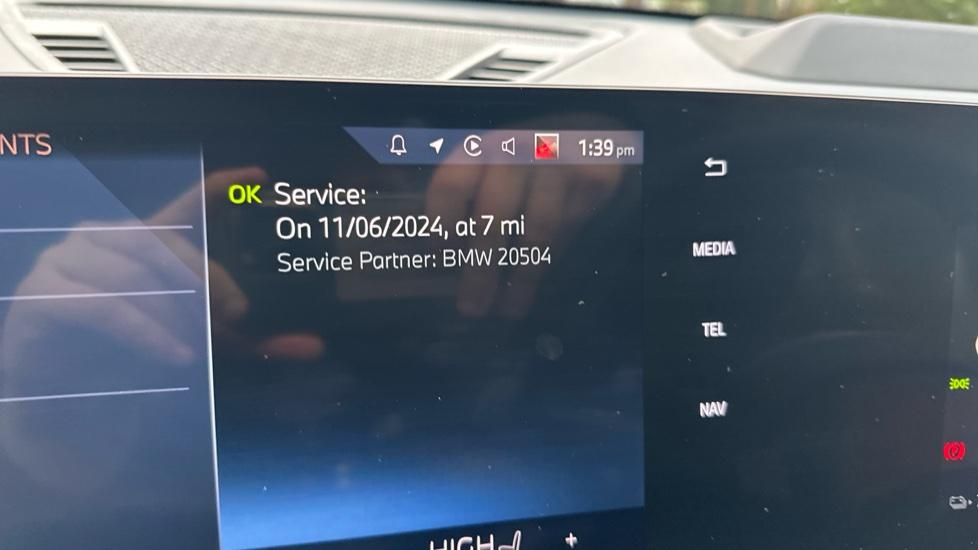 NTS
1:39 pm
OK Service:
On 11/06/2024, at 7 mi
Service Partner: BMW 20504
MEDIA
TEL
NAV
HIGH
+